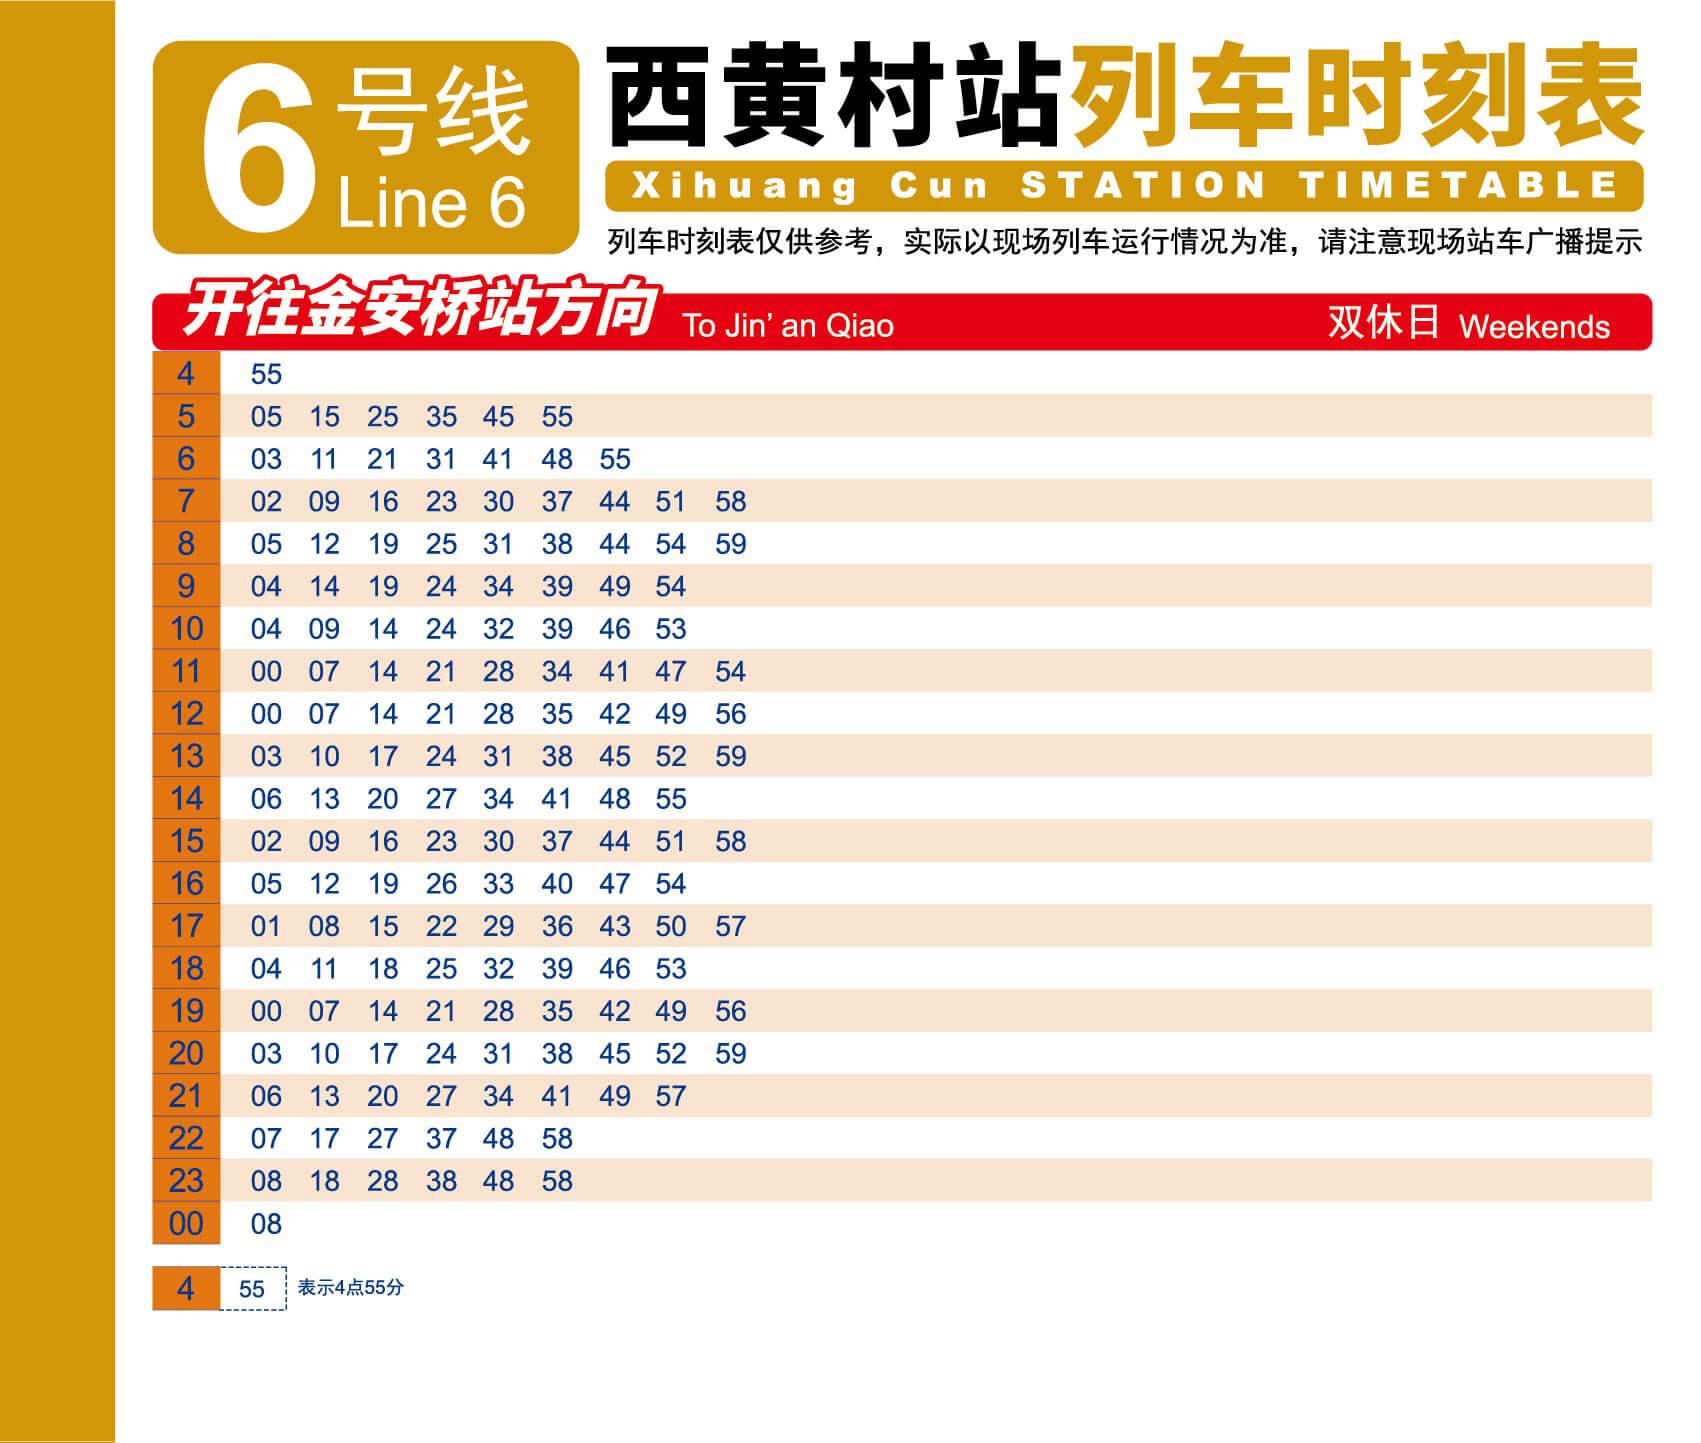 6号线
Line 6
西黄村站列车时刻表
Xihuang Cun STATION TIMETABLE
列车时刻表仅供参考，实际以现场列车运行情况为准，请注意现场站车广播提示
开往金安桥站方向 To Jin’ an Qiao 双休日 Weekends
4 55
5 05 15 25 35 45 55
6 03 11 21 31 41 48 55
7 02 09 16 23 30 37 44 51 58
8 05 12 19 25 31 38 44 54 59
9 04 14 19 24 34 39 49 54
10 04 09 14 24 32 39 46 53
11 00 07 14 21 28 34 41 47 54
12 00 07 14 21 28 35 42 49 56
13 03 10 17 24 31 38 45 52 59
14 06 13 20 27 34 41 48 55
15 02 09 16 23 30 37 44 51 58
16 05 12 19 26 33 40 47 54
17 01 08 15 22 29 36 43 50 57
18 04 11 18 25 32 39 46 53
19 00 07 14 21 28 35 42 49 56
20 03 10 17 24 31 38 45 52 59
21 06 13 20 27 34 41 49 57
22 07 17 27 37 48 58
23 08 18 28 38 48 58
00 08
4 55 表示4点55分